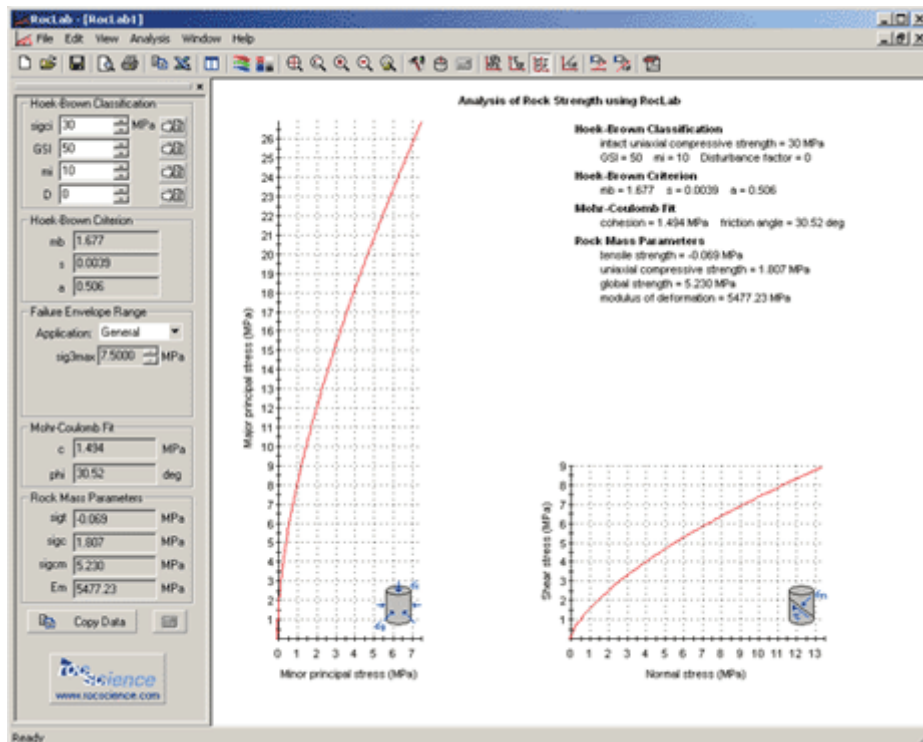 RocLab - [RocLab1]
File Edit View Analysis Window Help
Hoek-Brown Classification
sigci 30 MPa
GSI 50
mi 10
D 0
Hoek-Brown Criterion
mb 1.677
s 0.0039
a 0.506
Failure Envelope Range
Application: General
sig3max 7.5000 MPa
Mohr-Coulomb Fit
c 1.494 MPa
phi 30.52 deg
Rock Mass Parameters
sigt -0.069 MPa
sigc 1.807 MPa
sigcm 5.230 MPa
Em 5477.23 MPa
Copy Data
rocscience
www.rocscience.com
Ready
Analysis of Rock Strength using RocLab
Hoek-Brown Classification
intact uniaxial compressive strength = 30 MPa
GSI = 50 mi = 10 Disturbance factor = 0
Hoek-Brown Criterion
mb = 1.677 s = 0.0039 a = 0.506
Mohr-Coulomb Fit
cohesion = 1.494 MPa friction angle = 30.52 deg
Rock Mass Parameters
tensile strength = -0.069 MPa
uniaxial compressive strength = 1.807 MPa
global strength = 5.230 MPa
modulus of deformation = 5477.23 MPa
Major principal stress (MPa)
26
25
24
23
22
21
20
19
18
17
16
15
14
13
12
11
10
9
8
7
6
5
4
3
2
1
0 1 2 3 4 5 6 7
Minor principal stress (MPa)
Shear stress (MPa)
9
8
7
6
5
4
3
2
1
0 1 2 3 4 5 6 7 8 9 10 11 12 13
Normal stress (MPa)